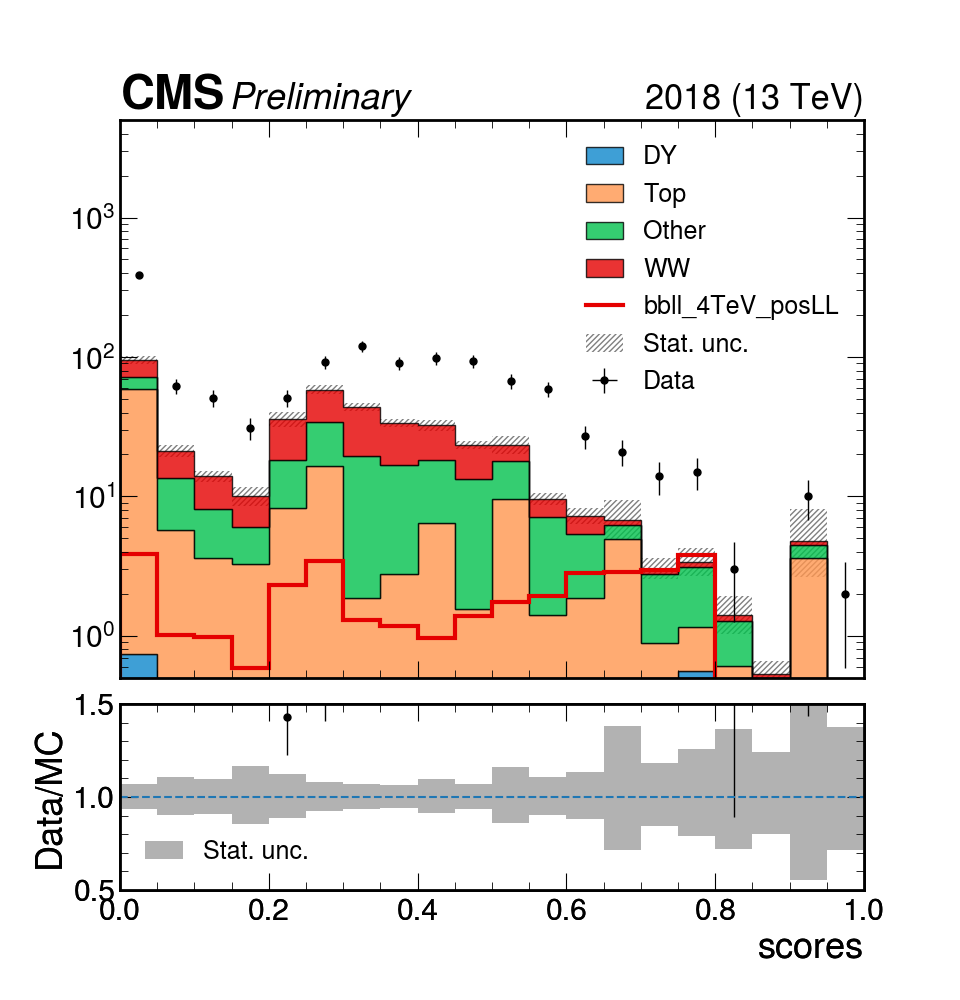 CMS Preliminary 2018 (13 TeV)
DY
Top
Other
WW
bbll_4TeV_posLL
Stat. unc.
Data
10³
10²
10¹
10⁰
1.5
1.0
0.5
Data/MC
Stat. unc.
0.0 0.2 0.4 0.6 0.8 1.0
scores